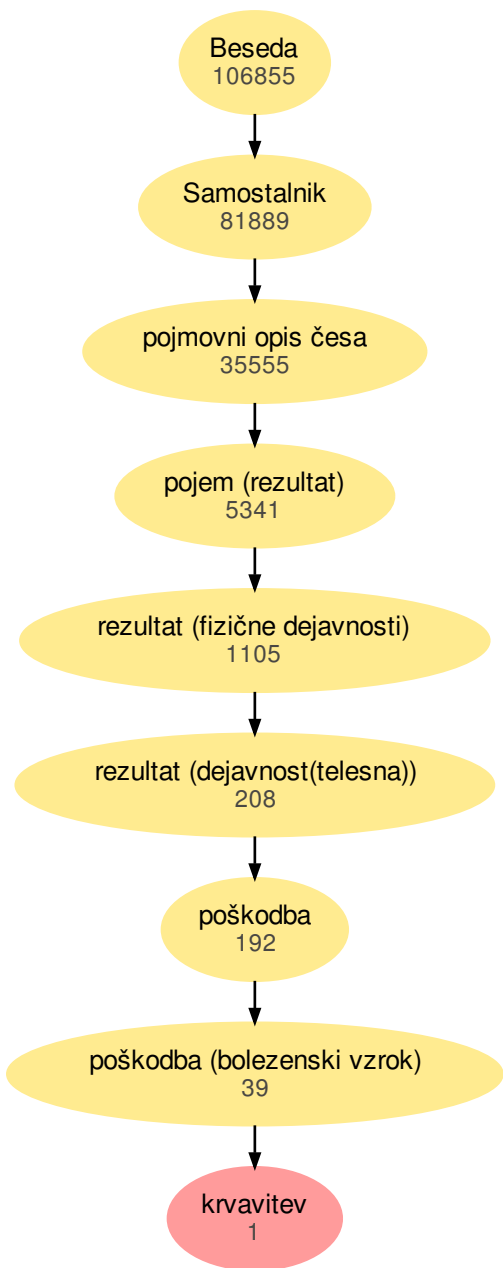 Beseda
106855
Samostalnik
81889
pojmovni opis česa
35555
pojem (rezultat)
5341
rezultat (fizične dejavnosti)
1105
rezultat (dejavnost(telesna))
208
poškodba
192
poškodba (bolezenski vzrok)
39
krvavitev
1